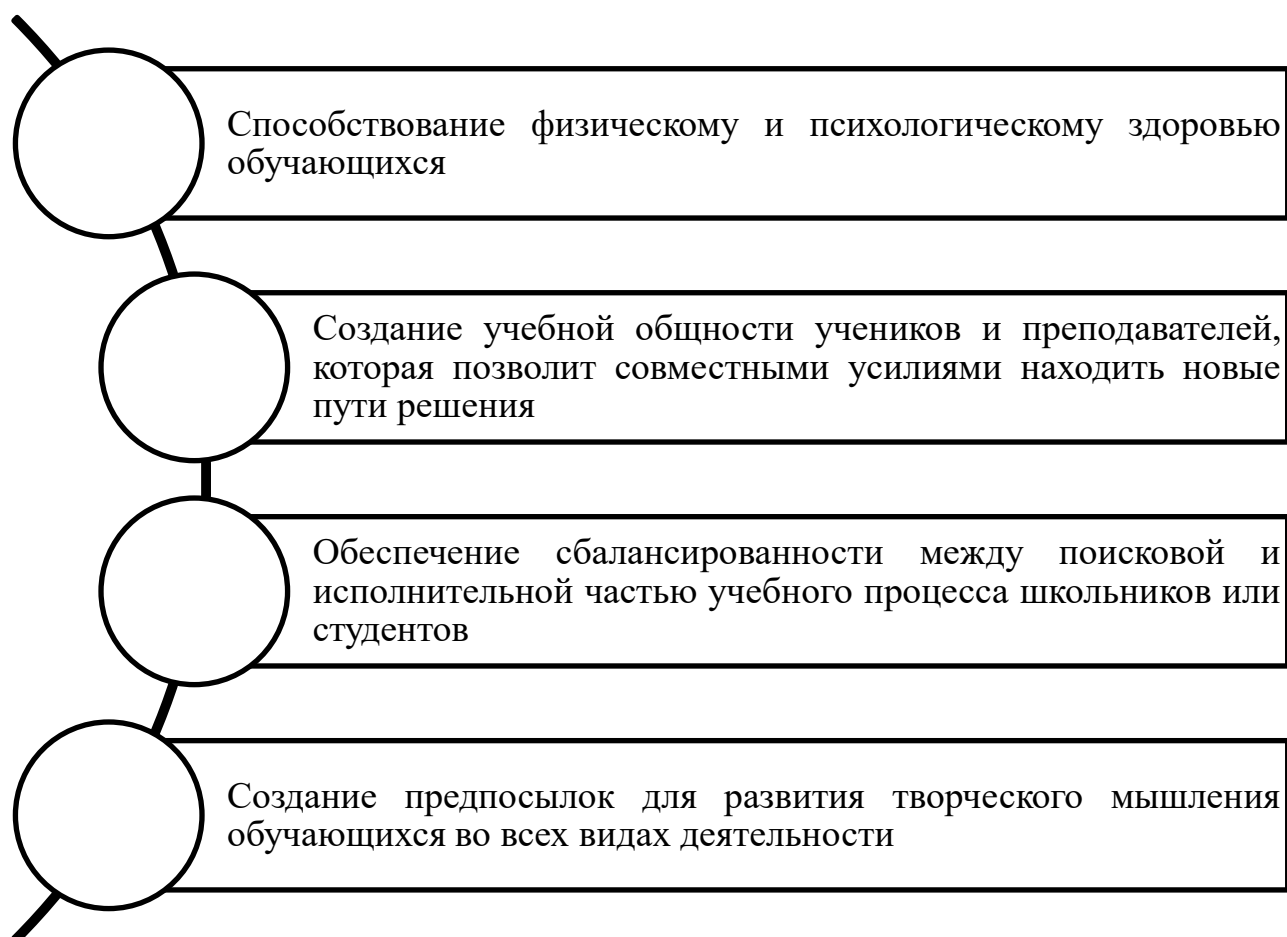 Способствование физическому и психологическому здоровью
обучающихся
Создание учебной общности учеников и преподавателей,
которая позволит совместными усилиями находить новые
пути решения
Обеспечение сбалансированности между поисковой и
исполнительной частью учебного процесса школьников или
студентов
Создание предпосылок для развития творческого мышления
обучающихся во всех видах деятельности